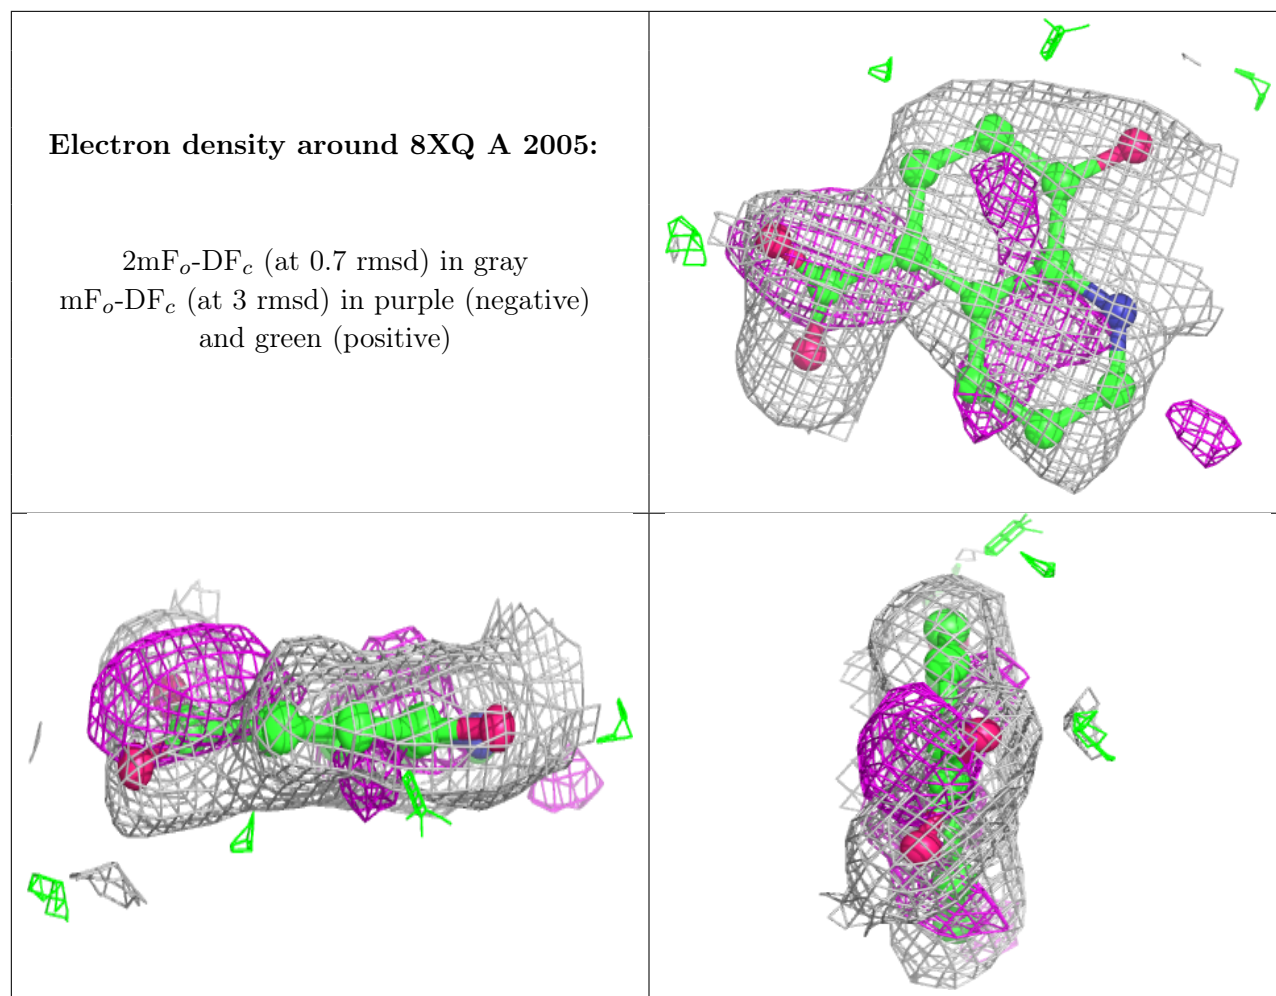 Electron density around 8XQ A 2005:
2mFo-DFc (at 0.7 rmsd) in gray
mFo-DFc (at 3 rmsd) in purple (negative)
and green (positive)